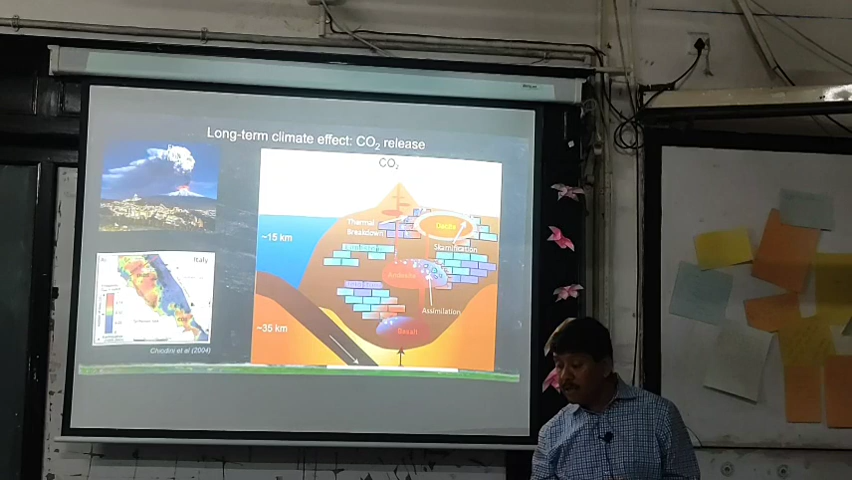 Long-term climate effect: CO₂ release
CO₂
Thermal
Breakdown
Dacite
Skarnification
~15 km
Andesite
Italy
Assimilation
~35 km
Basalt
Chiodini et al (2004)